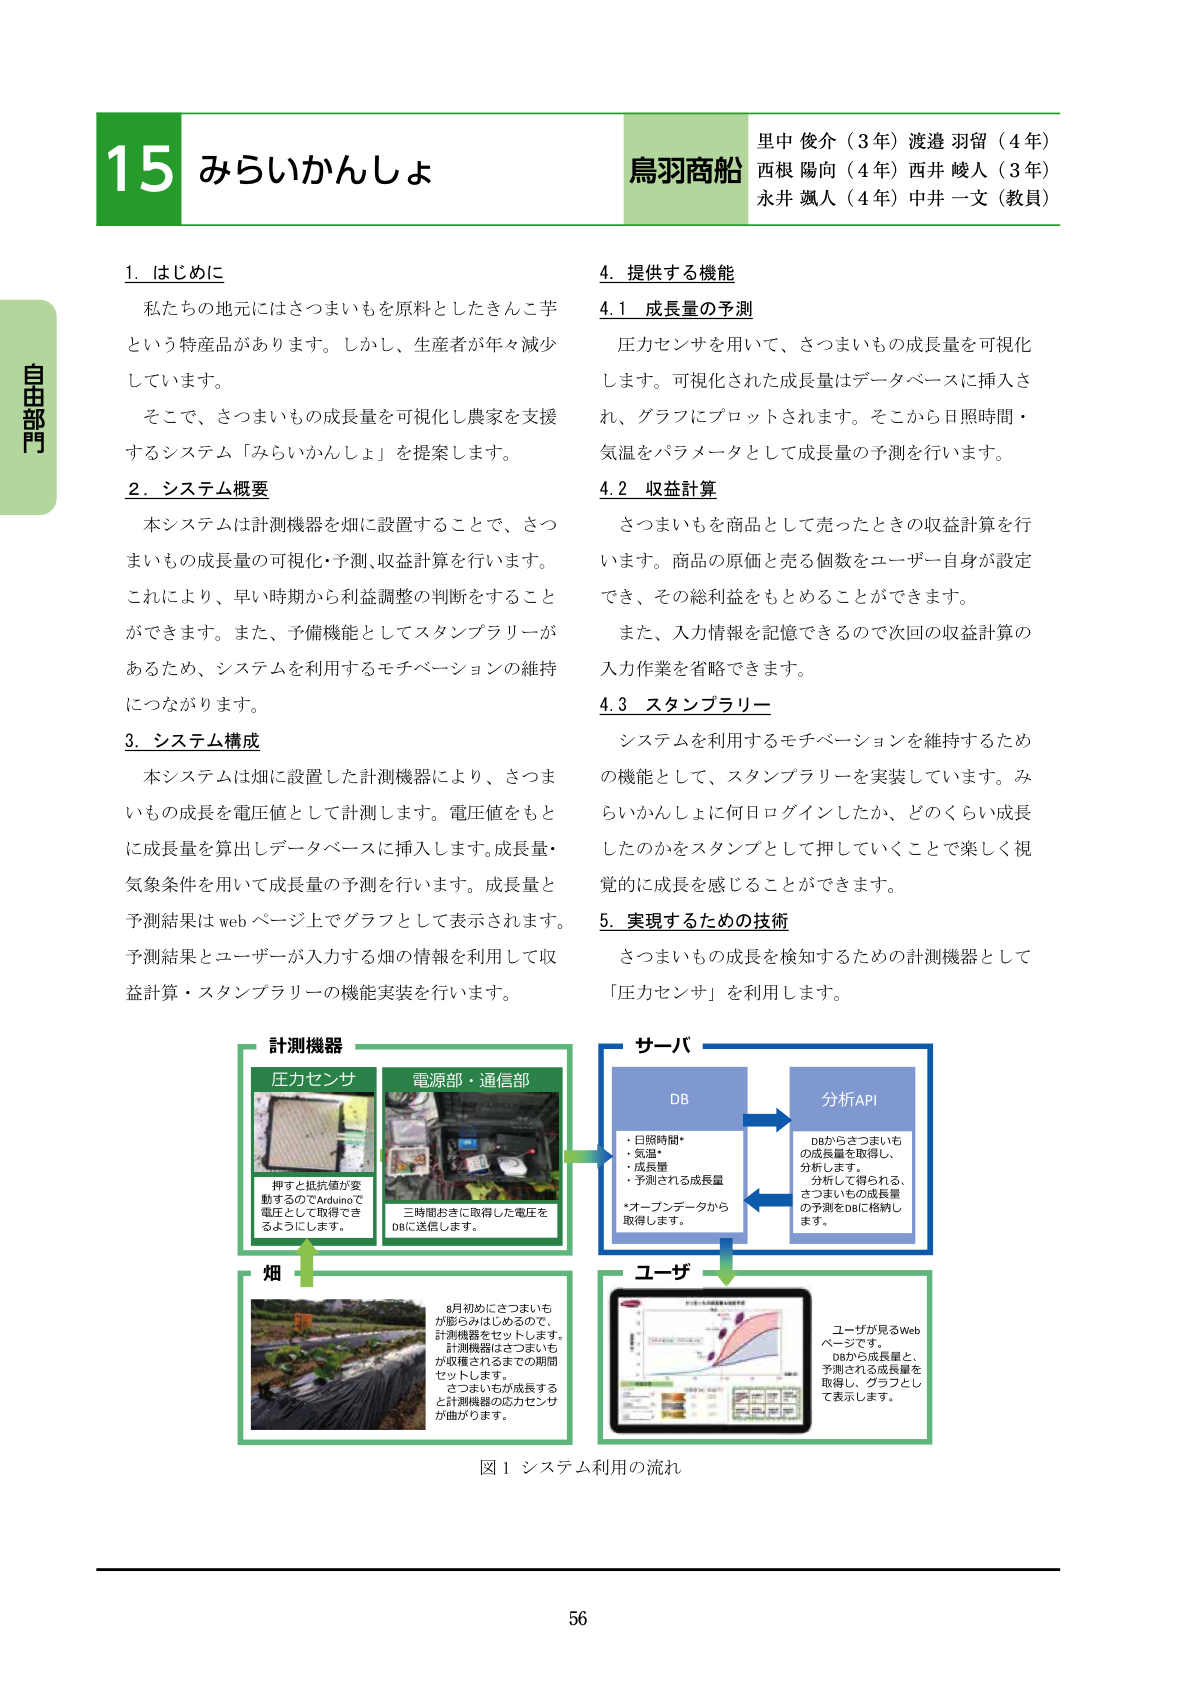 15 みらいかんしょ
鳥羽商船
里中 俊介（３年）渡邉 羽留（４年）
西根 陽向（４年）西井 崚人（３年）
永井 颯人（４年）中井 一文（教員）
自由部門
1. はじめに
私たちの地元にはさつまいもを原料としたきんこ芋
という特産品があります。しかし、生産者が年々減少
しています。
そこで、さつまいもの成長量を可視化し農家を支援
するシステム「みらいかんしょ」を提案します。
２. システム概要
本システムは計測機器を畑に設置することで、さつ
まいもの成長量の可視化・予測、収益計算を行います。
これにより、早い時期から利益調整の判断をすること
ができます。また、予備機能としてスタンプラリーが
あるため、システムを利用するモチベーションの維持
につながります。
3. システム構成
本システムは畑に設置した計測機器により、さつま
いもの成長を電圧値として計測します。電圧値をもと
に成長量を算出しデータベースに挿入します。成長量・
気象条件を用いて成長量の予測を行います。成長量と
予測結果は web ページ上でグラフとして表示されます。
予測結果とユーザーが入力する畑の情報を利用して収
益計算・スタンプラリーの機能実装を行います。
4. 提供する機能
4.1 成長量の予測
圧力センサを用いて、さつまいもの成長量を可視化
します。可視化された成長量はデータベースに挿入さ
れ、グラフにプロットされます。そこから日照時間・
気温をパラメータとして成長量の予測を行います。
4.2 収益計算
さつまいもを商品として売ったときの収益計算を行
います。商品の原価と売る個数をユーザー自身が設定
でき、その総利益をもとめることができます。
また、入力情報を記憶できるので次回の収益計算の
入力作業を省略できます。
4.3 スタンプラリー
システムを利用するモチベーションを維持するため
の機能として、スタンプラリーを実装しています。み
らいかんしょに何日ログインしたか、どのくらい成長
したのかをスタンプとして押していくことで楽しく視
覚的に成長を感じることができます。
5. 実現するための技術
さつまいもの成長を検知するための計測機器として
「圧力センサ」を利用します。
計測機器
圧力センサ
押すと抵抗値が変
動するのでArduinoで
電圧として取得でき
るようにします。
電源部・通信部
三時間おきに取得した電圧を
DBに送信します。
サーバ
DB
・日照時間*
・気温*
・成長量
・予測される成長量
*オープンデータから
取得します。
分析API
DBからさつまいも
の成長量を取得し、
分析します。
分析して得られる、
さつまいもの成長量
の予測をDBに格納し
ます。
畑
8月初めにさつまいも
が膨らみはじめるので、
計測機器をセットします。
計測機器はさつまいも
が収穫されるまでの期間
セットします。
さつまいもが成長する
と計測機器の応力センサ
が曲がります。
ユーザ
ユーザが見るWeb
ページです。
DBから成長量と、
予測される成長量を
取得し、グラフとし
て表示します。
図 1 システム利用の流れ
56